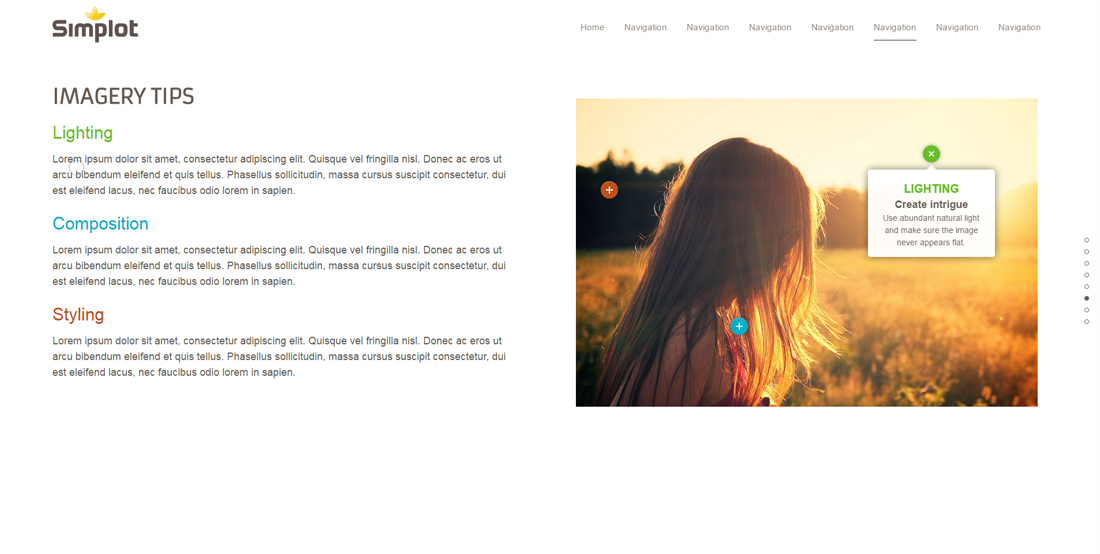 Simplot
Home Navigation Navigation Navigation Navigation Navigation Navigation Navigation
IMAGERY TIPS
Lighting
Lorem ipsum dolor sit amet, consectetur adipiscing elit. Quisque vel fringilla nisl. Donec ac eros ut
arcu bibendum eleifend et quis tellus. Phasellus sollicitudin, massa cursus suscipit consectetur, dui
est eleifend lacus, nec faucibus odio lorem in sapien.
Composition
Lorem ipsum dolor sit amet, consectetur adipiscing elit. Quisque vel fringilla nisl. Donec ac eros ut
arcu bibendum eleifend et quis tellus. Phasellus sollicitudin, massa cursus suscipit consectetur, dui
est eleifend lacus, nec faucibus odio lorem in sapien.
Styling
Lorem ipsum dolor sit amet, consectetur adipiscing elit. Quisque vel fringilla nisl. Donec ac eros ut
arcu bibendum eleifend et quis tellus. Phasellus sollicitudin, massa cursus suscipit consectetur, dui
est eleifend lacus, nec faucibus odio lorem in sapien.
LIGHTING
Create intrigue
Use abundant natural light
and make sure the image
never appears flat.